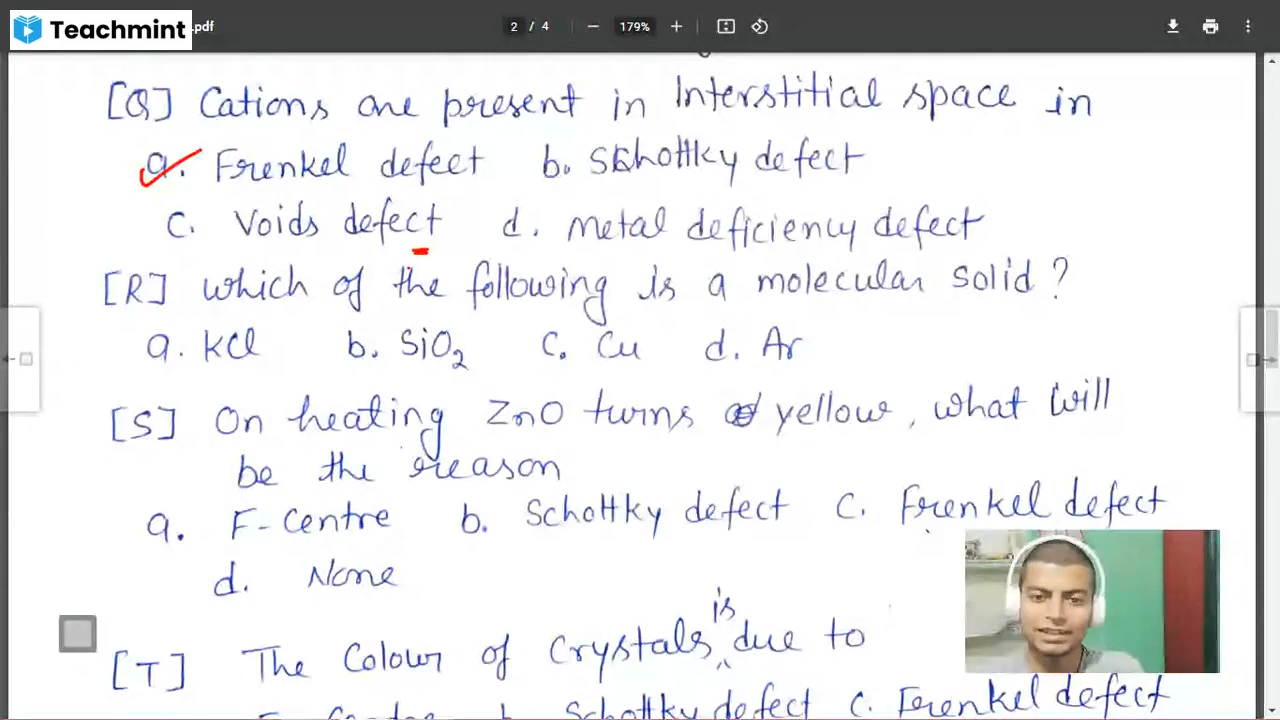 Teachmint
.pdf
2 / 4
179%
[Q] Cations are present in Interstitial space in
a. Frenkel defect b. Schottky defect
c. Voids defect d. metal deficiency defect
[R] which of the following is a molecular solid?
a. KCl b. SiO₂ c. Cu d. Ar
[S] On heating ZnO turns yellow, what will
be the reason
a. F-Centre b. Schottky defect c. Frenkel defect
d. None
[T] The Colour of Crystals is due to
Schottky defect c. Frenkel defect